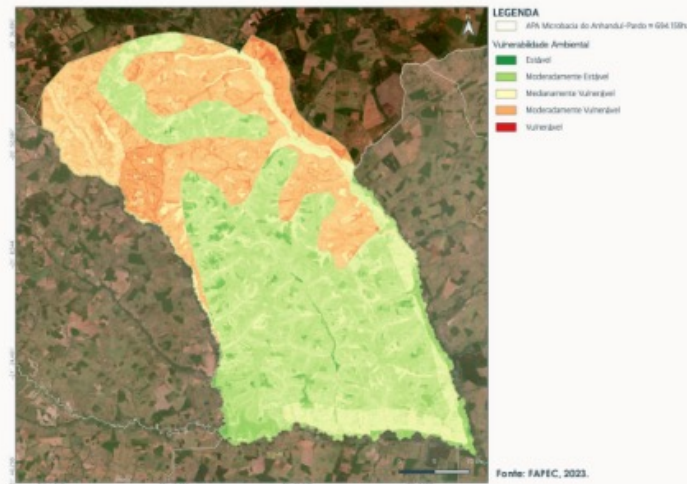 LEGENDA
APA Microbacia do Anhanduí-Pardo = 694.159h
Vulnerabilidade Ambiental
Estável
Moderadamente Estável
Medianamente Vulnerável
Moderadamente Vulnerável
Vulnerável
Fonte: FAPEC, 2023.